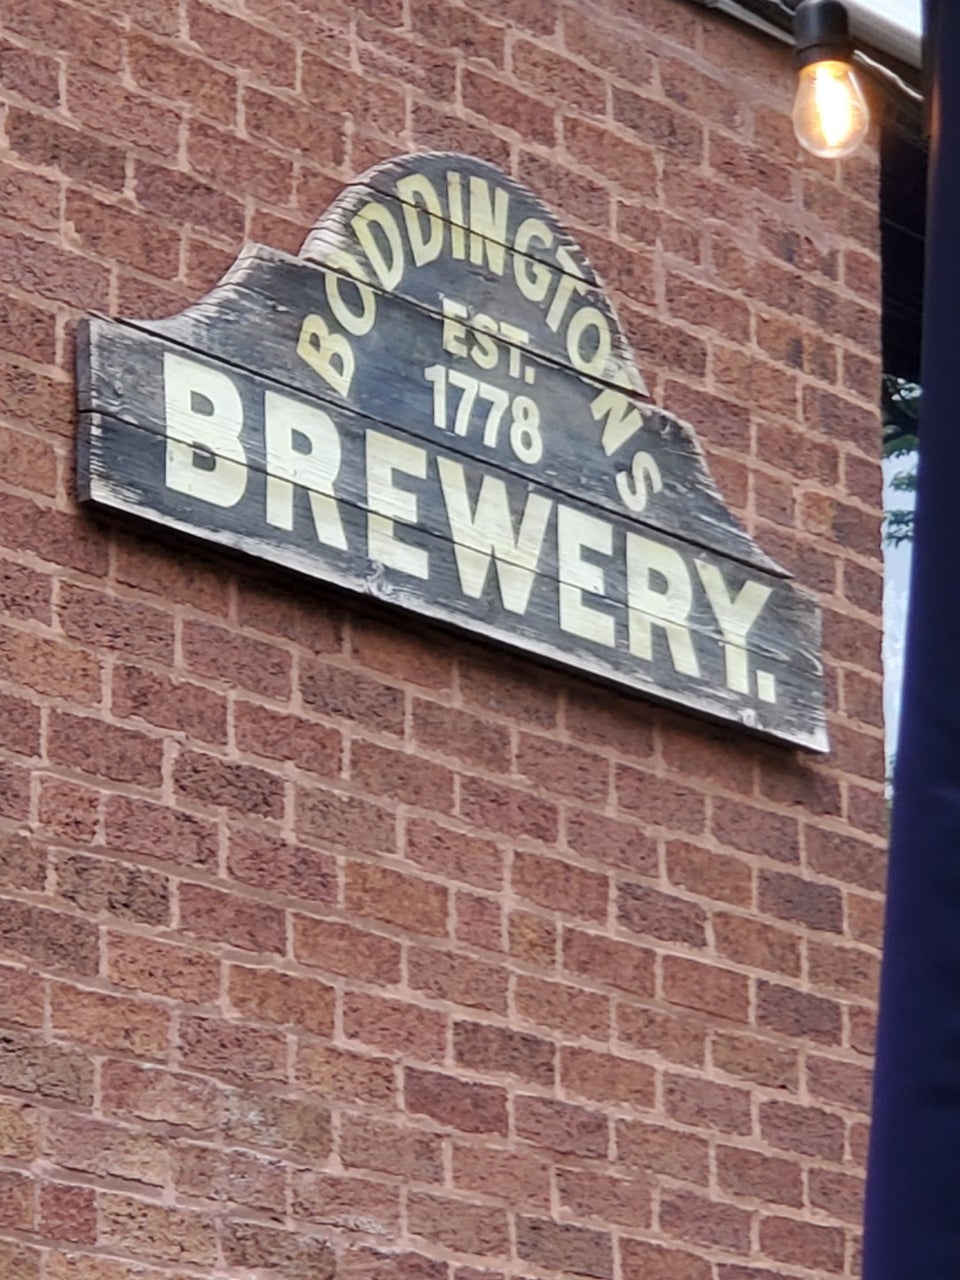 BODDINGTONS
EST.
1778
BREWERY.